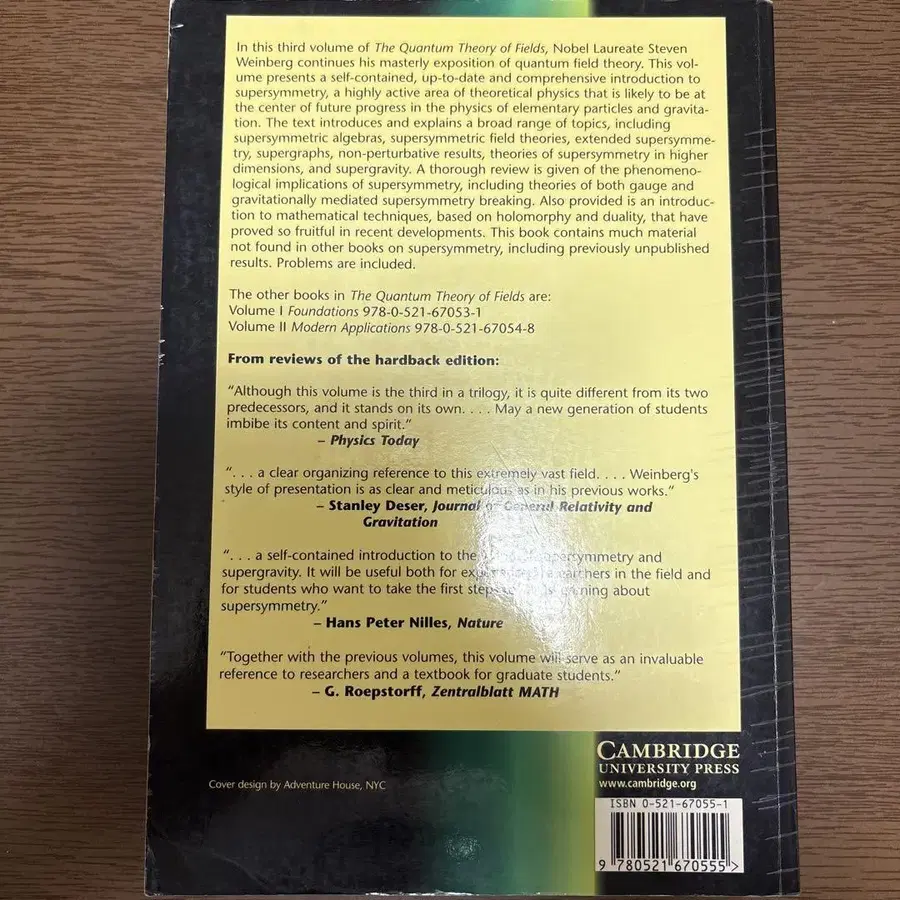 In this third volume of The Quantum Theory of Fields, Nobel Laureate Steven
Weinberg continues his masterly exposition of quantum field theory. This vol-
ume presents a self-contained, up-to-date and comprehensive introduction to
supersymmetry, a highly active area of theoretical physics that is likely to be at
the center of future progress in the physics of elementary particles and gravita-
tion. The text introduces and explains a broad range of topics, including
supersymmetric algebras, supersymmetric field theories, extended supersymme-
try, supergraphs, non-perturbative results, theories of supersymmetry in higher
dimensions, and supergravity. A thorough review is given of the phenomeno-
logical implications of supersymmetry, including theories of both gauge and
gravitationally mediated supersymmetry breaking. Also provided is an introduc-
tion to mathematical techniques, based on holomorphy and duality, that have
proved so fruitful in recent developments. This book contains much material
not found in other books on supersymmetry, including previously unpublished
results. Problems are included.
The other books in The Quantum Theory of Fields are:
Volume I Foundations 978-0-521-67053-1
Volume II Modern Applications 978-0-521-67054-8
From reviews of the hardback edition:
“Although this volume is the third in a trilogy, it is quite different from its two
predecessors, and it stands on its own. . . . May a new generation of students
imbibe its content and spirit.”
– Physics Today
“. . . a clear organizing reference to this extremely vast field. . . . Weinberg's
style of presentation is as clear and meticulous as in his previous works.”
– Stanley Deser, Journal of General Relativity and
Gravitation
“. . . a self-contained introduction to the and
supergravity. It will be useful both for researchers in the field and
for students who want to take the first steps about
supersymmetry.”
– Hans Peter Nilles, Nature
“Together with the previous volumes, this volume will serve as an invaluable
reference to researchers and a textbook for graduate students.”
– G. Roepstorff, Zentralblatt MATH
Cover design by Adventure House, NYC
CAMBRIDGE
UNIVERSITY PRESS
www.cambridge.org
ISBN 0-521-67055-1
9 780521 670555 >